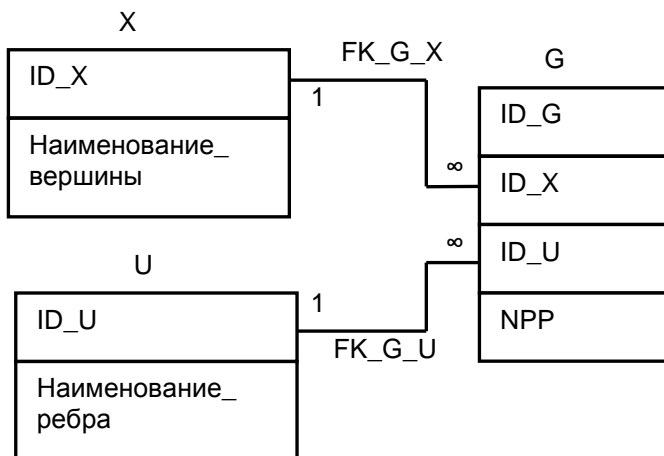 X
ID_X
Наименование_
вершины
FK_G_X
1
∞
G
ID_G
ID_X
ID_U
NPP
U
ID_U
Наименование_
ребра
1
∞
FK_G_U